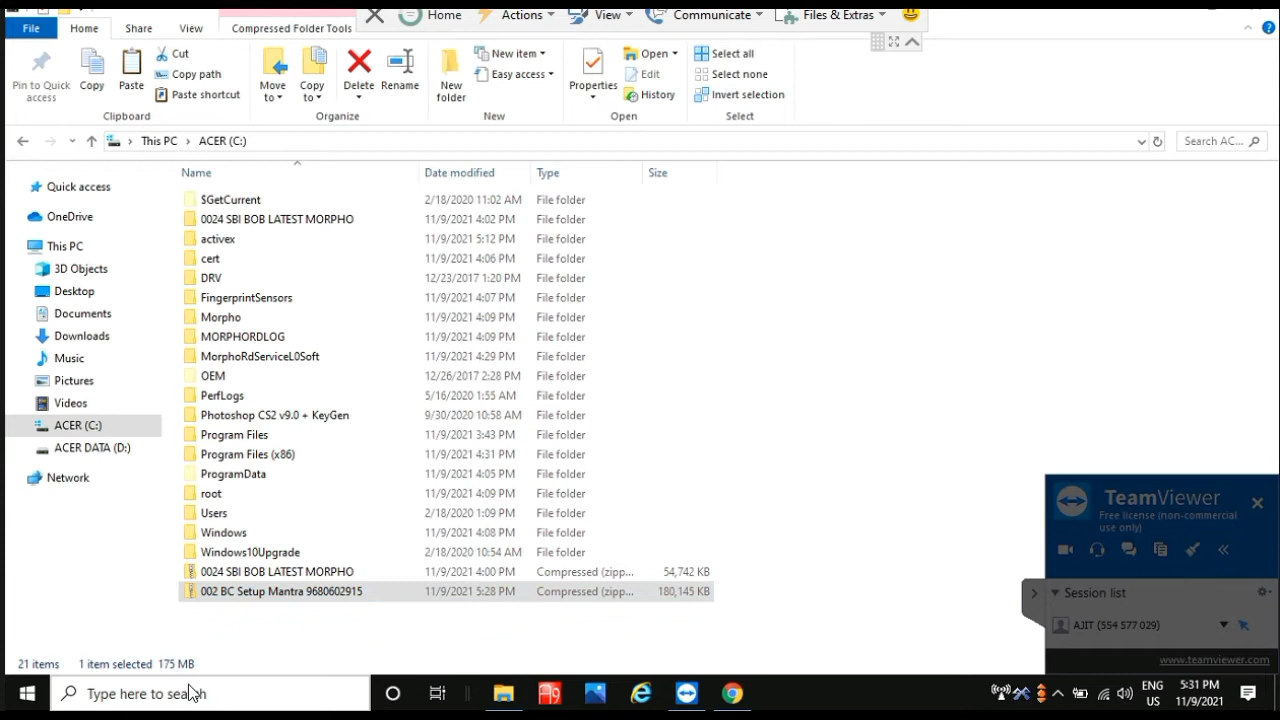 Home Actions View Communicate Files & Extras
File Home Share View Compressed Folder Tools
Pin to Quick access
Copy
Paste
Cut
Copy path
Paste shortcut
Clipboard
Move to
Copy to
Delete
Rename
Organize
New folder
New item
Easy access
New
Properties
Open
Edit
History
Open
Select all
Select none
Invert selection
Select
This PC › ACER (C:)
Search AC...
Quick access
OneDrive
This PC
3D Objects
Desktop
Documents
Downloads
Music
Pictures
Videos
ACER (C:)
ACER DATA (D:)
Network
Name Date modified Type Size
$GetCurrent 2/18/2020 11:02 AM File folder
0024 SBI BOB LATEST MORPHO 11/9/2021 4:02 PM File folder
activex 11/9/2021 5:12 PM File folder
cert 11/9/2021 4:06 PM File folder
DRV 12/23/2017 1:20 PM File folder
FingerprintSensors 11/9/2021 4:07 PM File folder
Morpho 11/9/2021 4:09 PM File folder
MORPHORDLOG 11/9/2021 4:09 PM File folder
MorphoRdServiceL0Soft 11/9/2021 4:29 PM File folder
OEM 12/26/2017 2:28 PM File folder
PerfLogs 5/16/2020 1:55 AM File folder
Photoshop CS2 v9.0 + KeyGen 9/30/2020 10:58 AM File folder
Program Files 11/9/2021 3:43 PM File folder
Program Files (x86) 11/9/2021 4:31 PM File folder
ProgramData 11/9/2021 4:05 PM File folder
root 11/9/2021 4:09 PM File folder
Users 2/18/2020 1:09 PM File folder
Windows 11/9/2021 4:08 PM File folder
Windows10Upgrade 2/18/2020 10:54 AM File folder
0024 SBI BOB LATEST MORPHO 11/9/2021 4:00 PM Compressed (zipp... 54,742 KB
002 BC Setup Mantra 9680602915 11/9/2021 5:28 PM Compressed (zipp... 180,145 KB
TeamViewer
Free license (non-commercial
use only)
Session list
AJIT (554 577 029)
www.teamviewer.com
21 items 1 item selected 175 MB
Type here to search
ENG
US
5:31 PM
11/9/2021